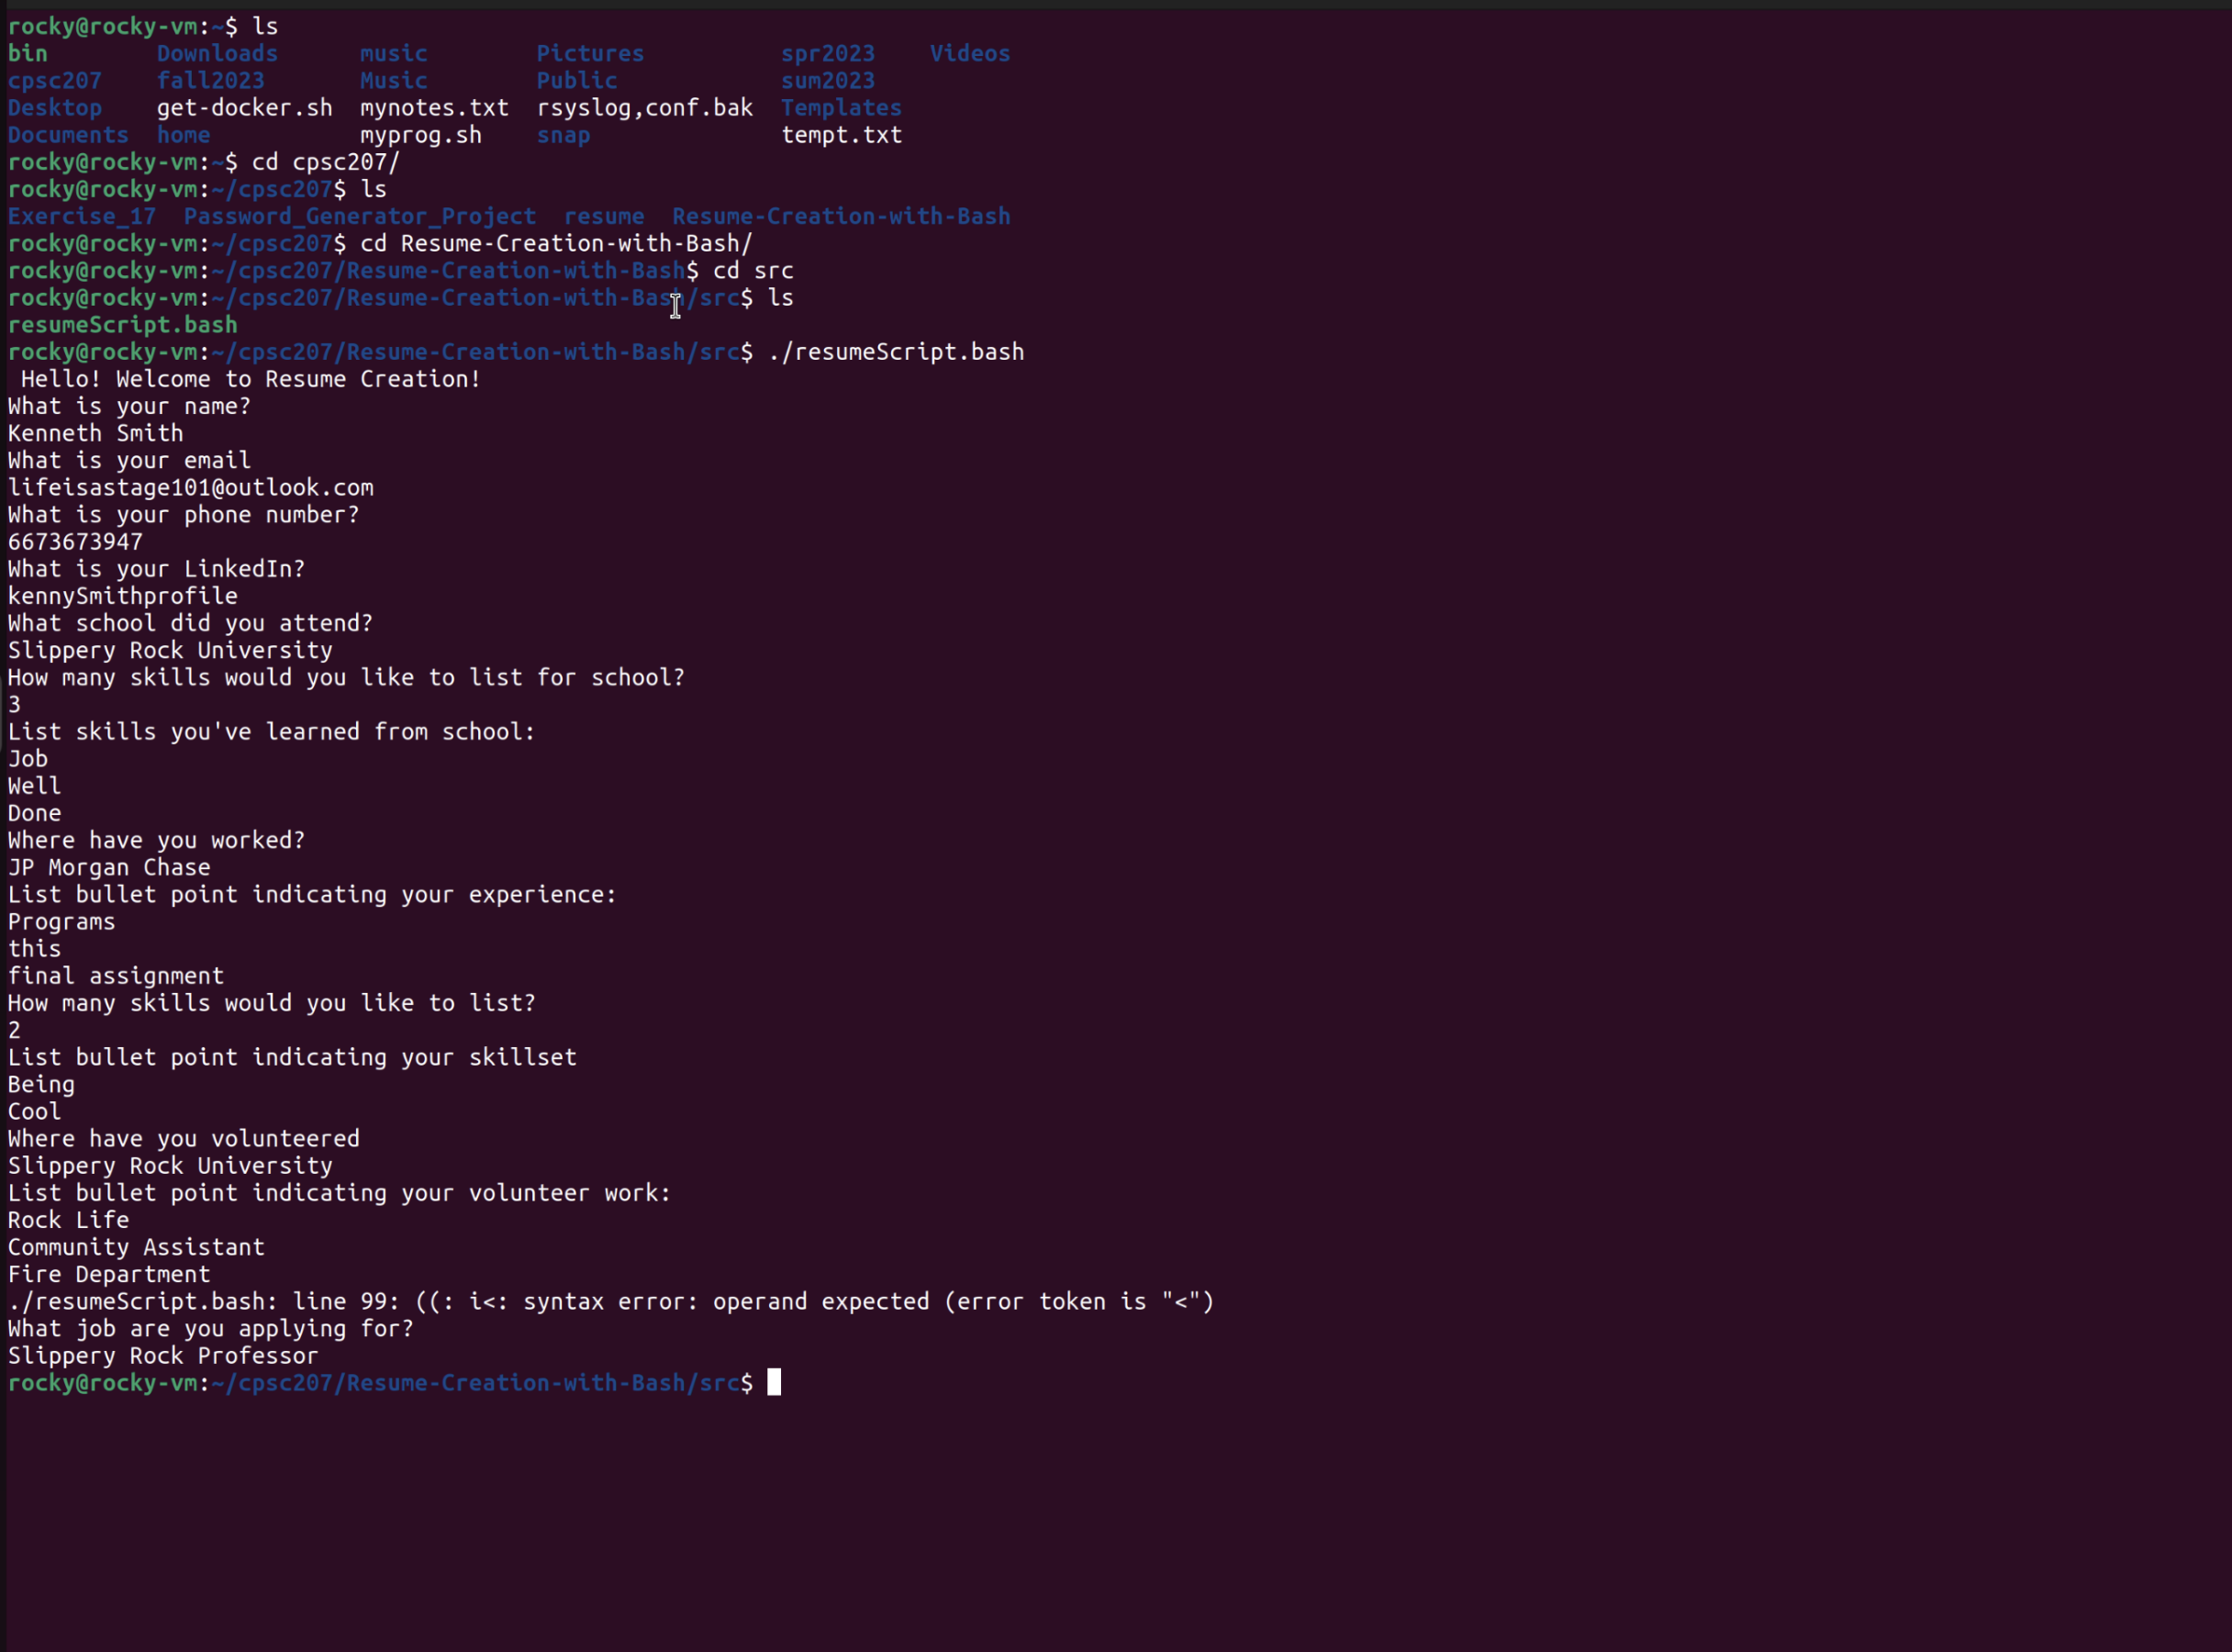 rocky@rocky-vm:~$ ls
bin        Downloads      music        Pictures          spr2023    Videos
cpsc207    fall2023       Music        Public            sum2023
Desktop    get-docker.sh  mynotes.txt  rsyslog,conf.bak  Templates
Documents  home           myprog.sh    snap              tempt.txt
rocky@rocky-vm:~$ cd cpsc207/
rocky@rocky-vm:~/cpsc207$ ls
Exercise_17  Password_Generator_Project  resume  Resume-Creation-with-Bash
rocky@rocky-vm:~/cpsc207$ cd Resume-Creation-with-Bash/
rocky@rocky-vm:~/cpsc207/Resume-Creation-with-Bash$ cd src
rocky@rocky-vm:~/cpsc207/Resume-Creation-with-Bash/src$ ls
resumeScript.bash
rocky@rocky-vm:~/cpsc207/Resume-Creation-with-Bash/src$ ./resumeScript.bash
 Hello! Welcome to Resume Creation!
What is your name?
Kenneth Smith
What is your email
lifeisastage101@outlook.com
What is your phone number?
6673673947
What is your LinkedIn?
kennySmithprofile
What school did you attend?
Slippery Rock University
How many skills would you like to list for school?
3
List skills you've learned from school:
Job
Well
Done
Where have you worked?
JP Morgan Chase
List bullet point indicating your experience:
Programs
this
final assignment
How many skills would you like to list?
2
List bullet point indicating your skillset
Being
Cool
Where have you volunteered
Slippery Rock University
List bullet point indicating your volunteer work:
Rock Life
Community Assistant
Fire Department
./resumeScript.bash: line 99: ((: i<: syntax error: operand expected (error token is "<")
What job are you applying for?
Slippery Rock Professor
rocky@rocky-vm:~/cpsc207/Resume-Creation-with-Bash/src$